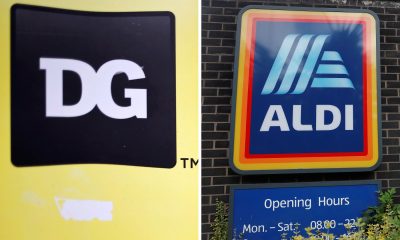 DG
TM
ALDI
Opening Hours
Mon. – Sat: 08.00 – 22